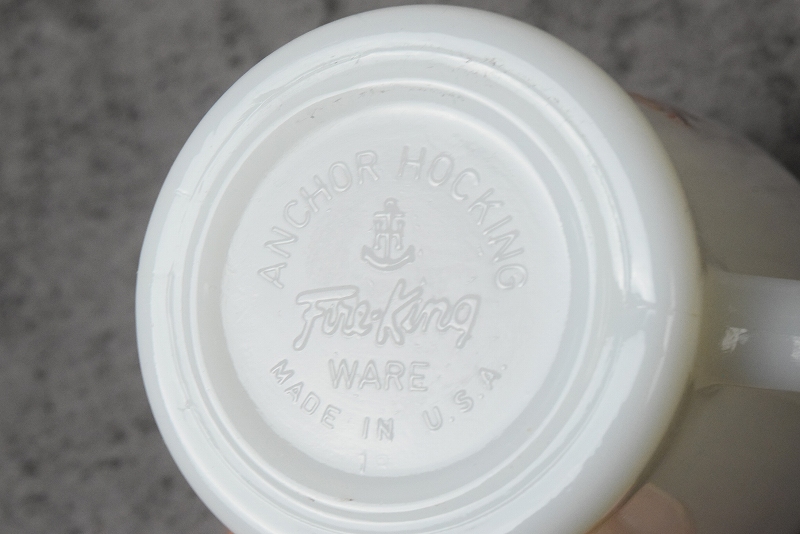 ANCHOR HOCKING
Fire-King
WARE
MADE IN U.S.A.